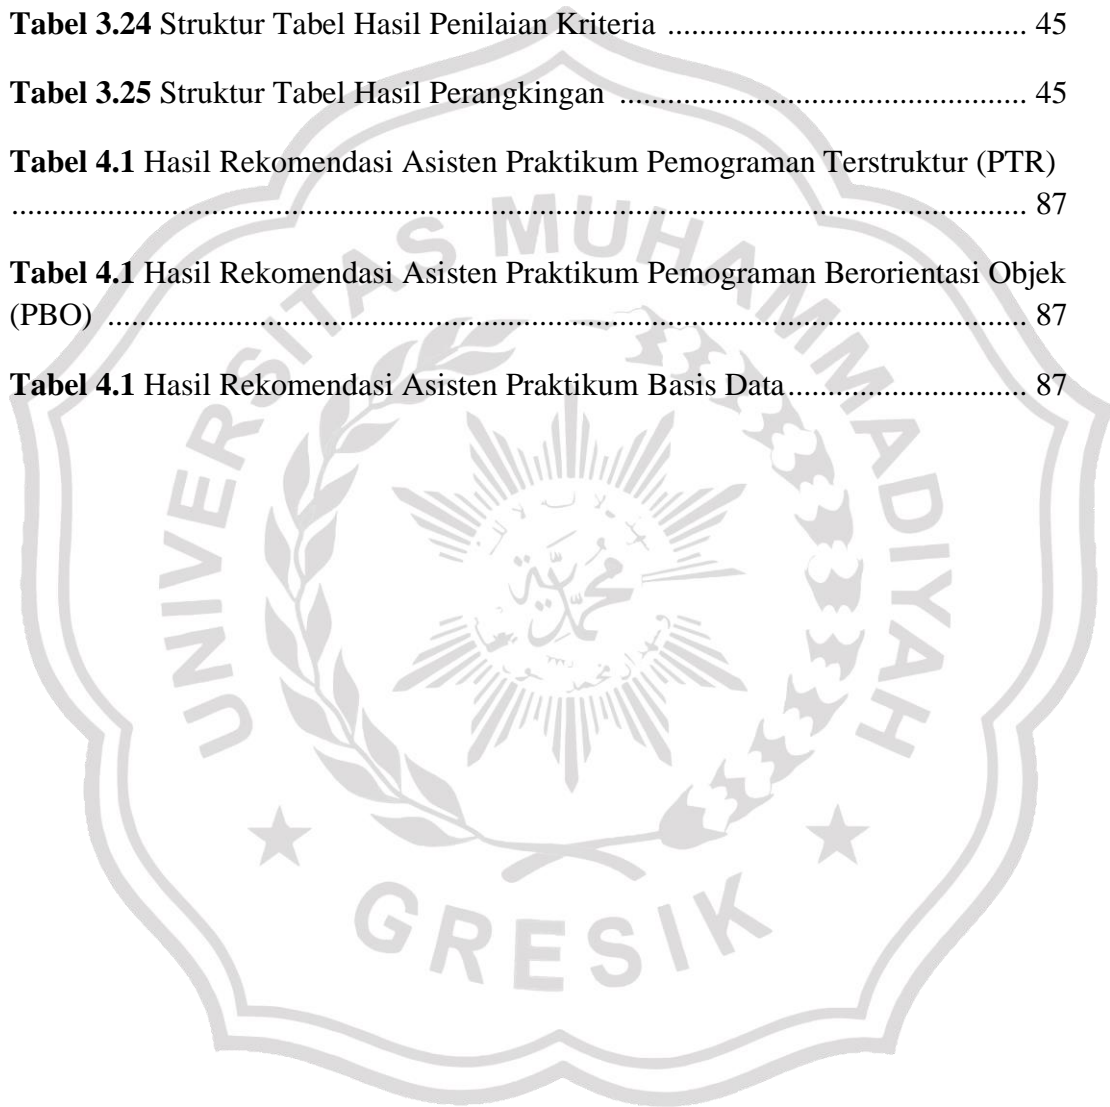 Tabel 3.24 Struktur Tabel Hasil Penilaian Kriteria ............................................. 45
Tabel 3.25 Struktur Tabel Hasil Perangkingan ................................................... 45
Tabel 4.1 Hasil Rekomendasi Asisten Praktikum Pemograman Terstruktur (PTR)
............................................................................................................................... 87
Tabel 4.1 Hasil Rekomendasi Asisten Praktikum Pemograman Berorientasi Objek
(PBO) ................................................................................................................... 87
Tabel 4.1 Hasil Rekomendasi Asisten Praktikum Basis Data.............................. 87
UNIVERSITAS MUHAMMADIYAH
GRESIK